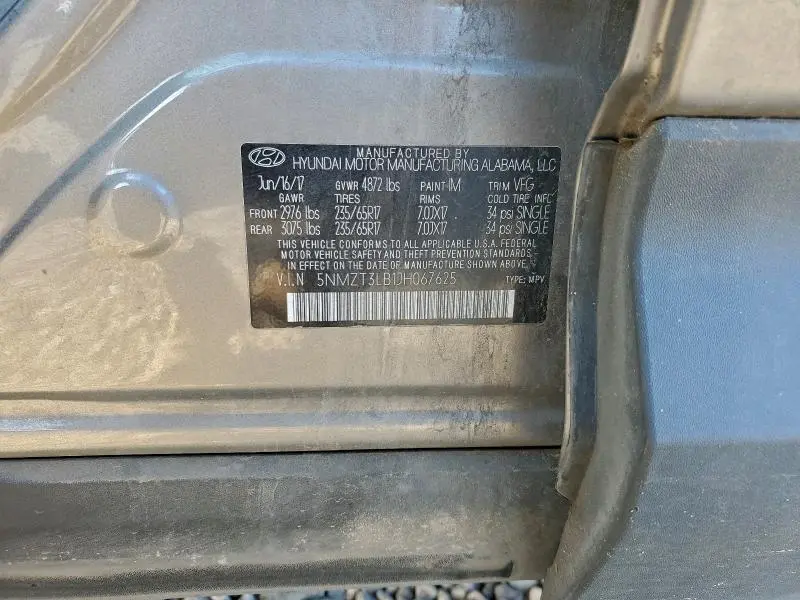 MANUFACTURED BY
HYUNDAI MOTOR MANUFACTURING ALABAMA, LLC
Jun/16/17 GVWR 4872 lbs PAINT IM TRIM VFG
GAWR TIRES RIMS COLD TIRE INFL
FRONT 2976 lbs 235/65R17 7.0JX17 34 psi SINGLE
REAR 3075 lbs 235/65R17 7.0JX17 34 psi SINGLE
THIS VEHICLE CONFORMS TO ALL APPLICABLE U.S.A. FEDERAL
MOTOR VEHICLE SAFETY AND THEFT PREVENTION STANDARDS
IN EFFECT ON THE DATE OF MANUFACTURE SHOWN ABOVE.
V.I.N 5NMZT3LB1JH067625 TYPE: MPV